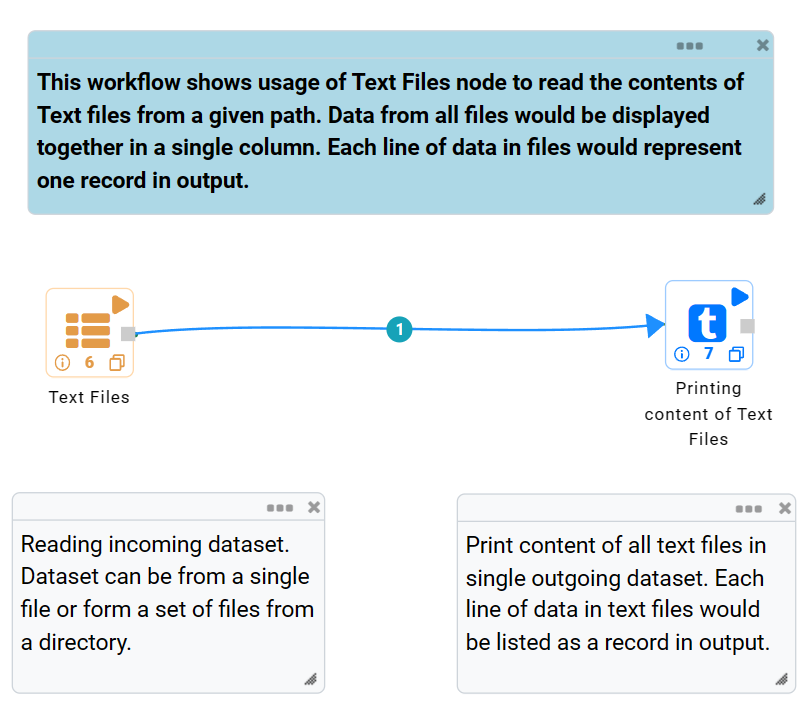 This workflow shows usage of Text Files node to read the contents of
Text files from a given path. Data from all files would be displayed
together in a single column. Each line of data in files would represent
one record in output.
1
t
6
7
Text Files
Printing
content of Text
Files
Reading incoming dataset.
Dataset can be from a single
file or form a set of files from
a directory.
Print content of all text files in
single outgoing dataset. Each
line of data in text files would
be listed as a record in output.